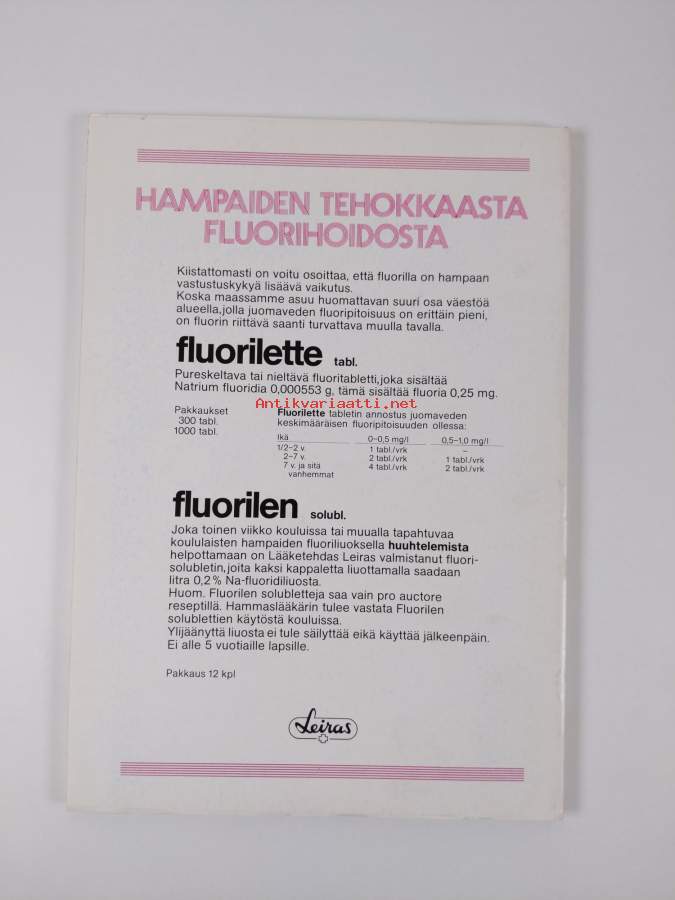 HAMPAIDEN TEHOKKAASTA
FLUORIHOIDOSTA
Kiistattomasti on voitu osoittaa, että fluorilla on hampaan
vastustuskykyä lisäävä vaikutus.
Koska maassamme asuu huomattavan suuri osa väestöä
alueella,jolla juomaveden fluoripitoisuus on erittäin pieni,
on fluorin riittävä saanti turvattava muulla tavalla.
fluorilette tabl.
Pureskeltava tai nieltävä fluoritabletti,joka sisältää
Natrium fluoridia 0,000553 g, tämä sisältää fluoria 0,25 mg.
Antikvariaatti.net
Pakkaukset
300 tabl.
1000 tabl.
Fluorilette tabletin annostus juomaveden
keskimääräisen fluoripitoisuuden ollessa:
Ikä 0–0,5 mg/l 0,5–1,0 mg/l
1/2–2 v. 1 tabl./vrk –
2–7 v. 2 tabl./vrk 1 tabl./vrk
7 v. ja sitä 4 tabl./vrk 2 tabl./vrk
vanhemmat
fluorilen solubl.
Joka toinen viikko kouluissa tai muualla tapahtuvaa
koululaisten hampaiden fluoriliuoksella huuhtelemista
helpottamaan on Lääketehdas Leiras valmistanut fluori-
solubletin,joita kaksi kappaletta liuottamalla saadaan
litra 0,2 % Na-fluoridiliuosta.
Huom. Fluorilen solubletteja saa vain pro auctore
reseptillä. Hammaslääkärin tulee vastata Fluorilen
solublettien käytöstä kouluissa.
Ylijäänyttä liuosta ei tule säilyttää eikä käyttää jälkeenpäin.
Ei alle 5 vuotiaille lapsille.
Pakkaus 12 kpl
Leiras